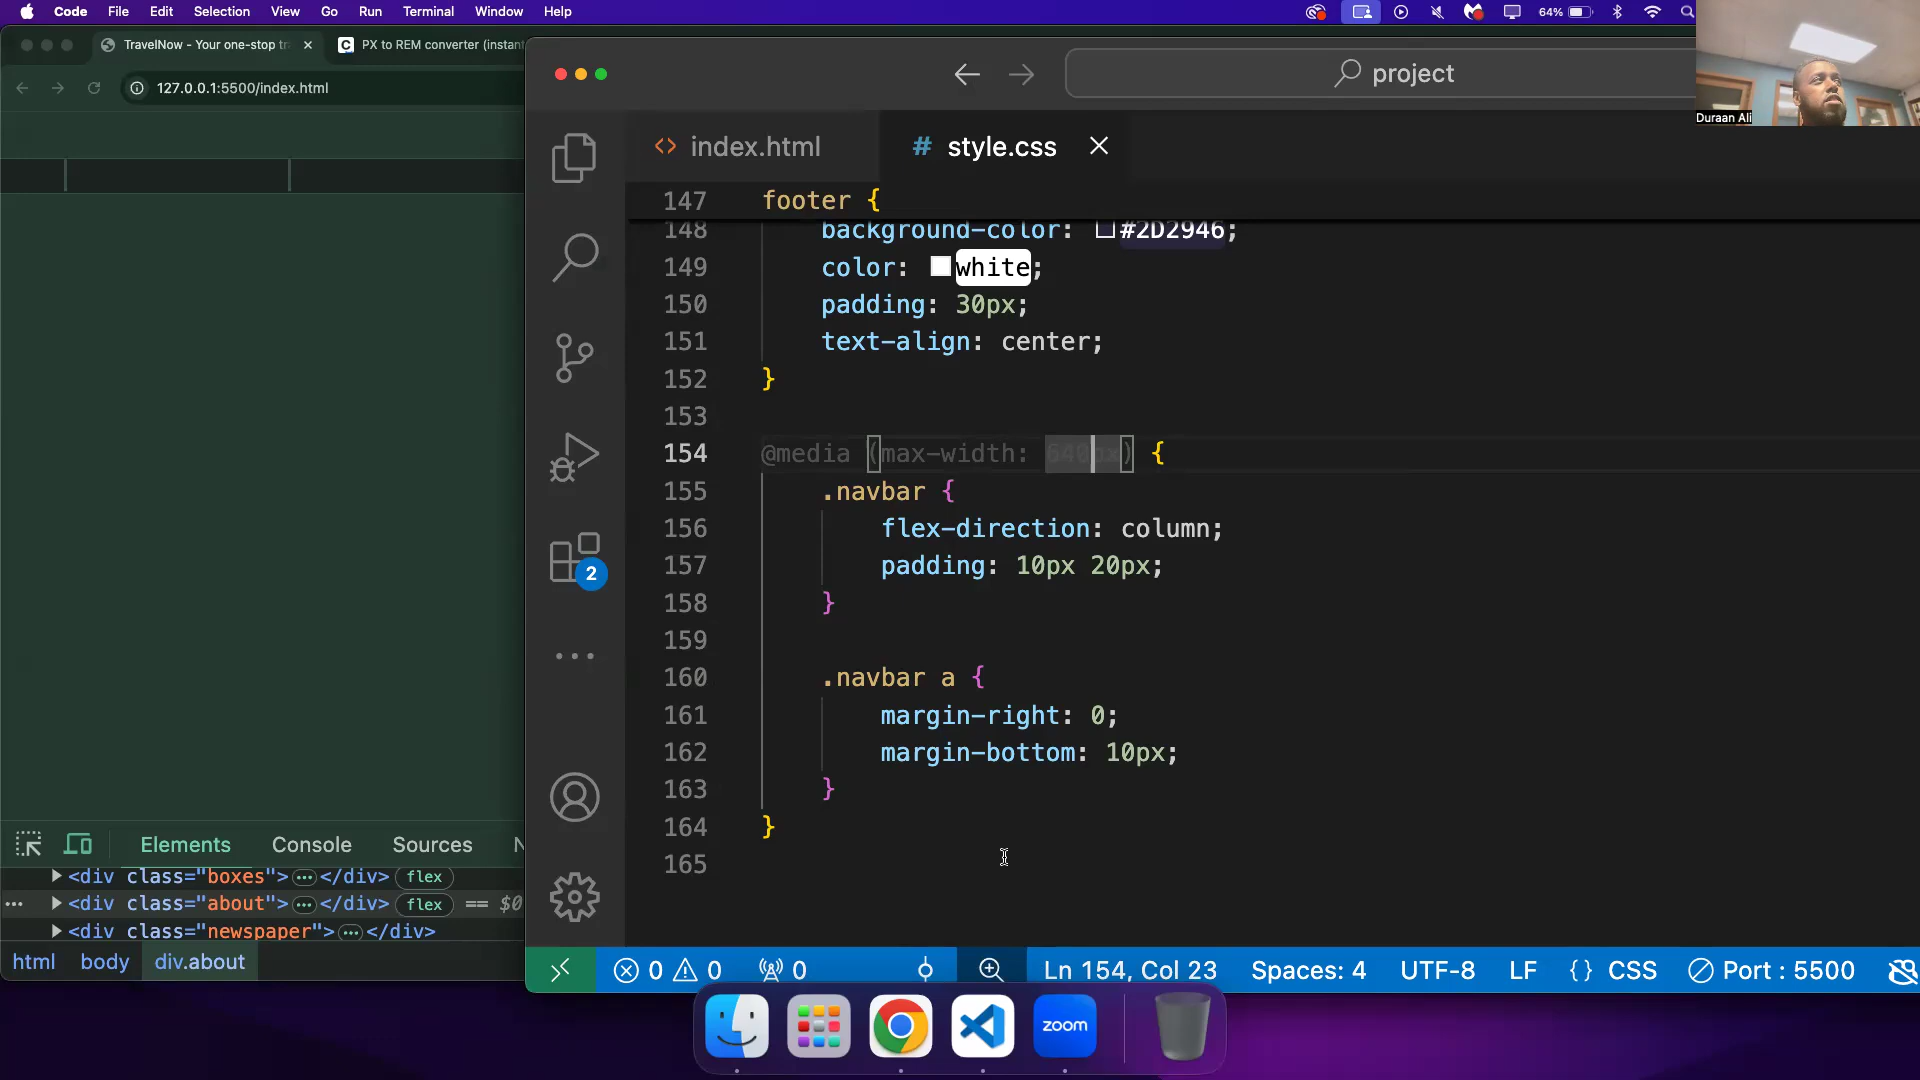 Code File Edit Selection View Go Run Terminal Window Help
64%
TravelNow - Your one-stop tr
PX to REM converter (instant
127.0.0.1:5500/index.html
project
Duraan Ali
<> index.html
# style.css
147 footer {
148 background-color: #2D2946;
149 color: white;
150 padding: 30px;
151 text-align: center;
152 }
153
154 @media (max-width: 640px) {
155 .navbar {
156 flex-direction: column;
157 padding: 10px 20px;
158 }
159
160 .navbar a {
161 margin-right: 0;
162 margin-bottom: 10px;
163 }
164 }
165
2
Elements Console Sources N
<div class="boxes"> … </div> flex
<div class="about"> … </div> flex == $0
<div class="newspaper"> … </div>
html body div.about
0 0 0 Ln 154, Col 23 Spaces: 4 UTF-8 LF {} CSS Port : 5500
zoom